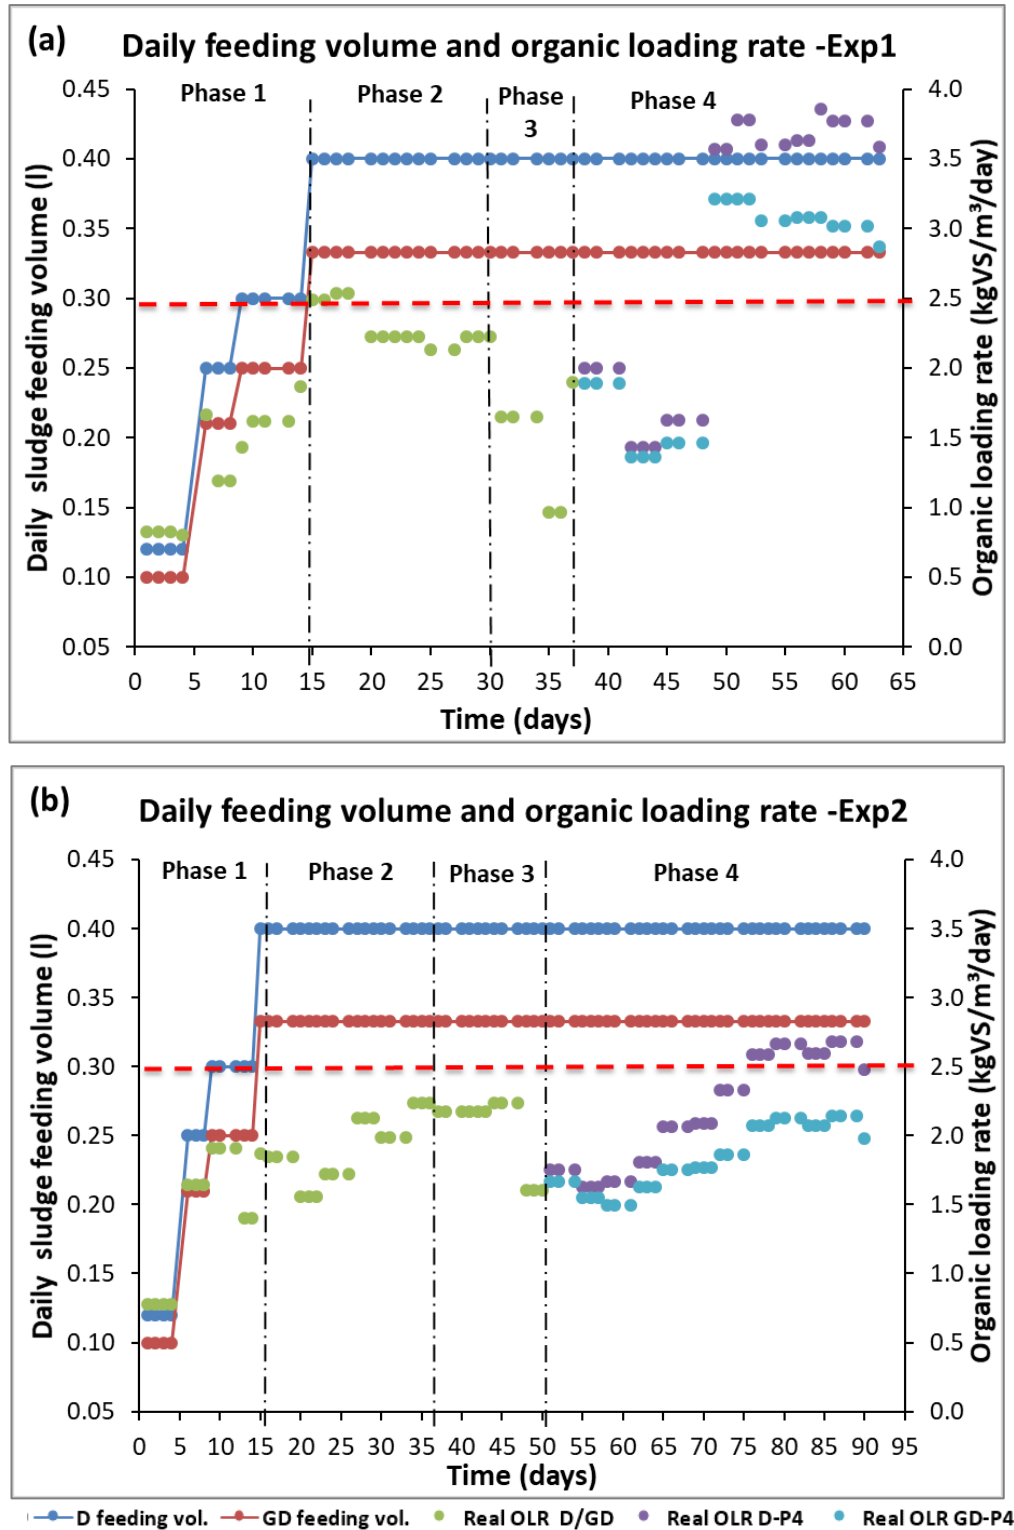 (a)
Daily feeding volume and organic loading rate -Exp1
Phase 1
Phase 2
Phase
3
Phase 4
0.45
0.40
0.35
0.30
0.25
0.20
0.15
0.10
0.05
Daily sludge feeding volume (l)
4.0
3.5
3.0
2.5
2.0
1.5
1.0
0.5
0.0
Organic loading rate (kgVS/m³/day)
0 5 10 15 20 25 30 35 40 45 50 55 60 65
Time (days)
(b)
Daily feeding volume and organic loading rate -Exp2
Phase 1
Phase 2
Phase 3
Phase 4
0.45
0.40
0.35
0.30
0.25
0.20
0.15
0.10
0.05
Daily sludge feeding volume (l)
4.0
3.5
3.0
2.5
2.0
1.5
1.0
0.5
0.0
Organic loading rate (kgVS/m³/day)
0 5 10 15 20 25 30 35 40 45 50 55 60 65 70 75 80 85 90 95
Time (days)
D feeding vol. GD feeding vol. Real OLR D/GD Real OLR D-P4 Real OLR GD-P4